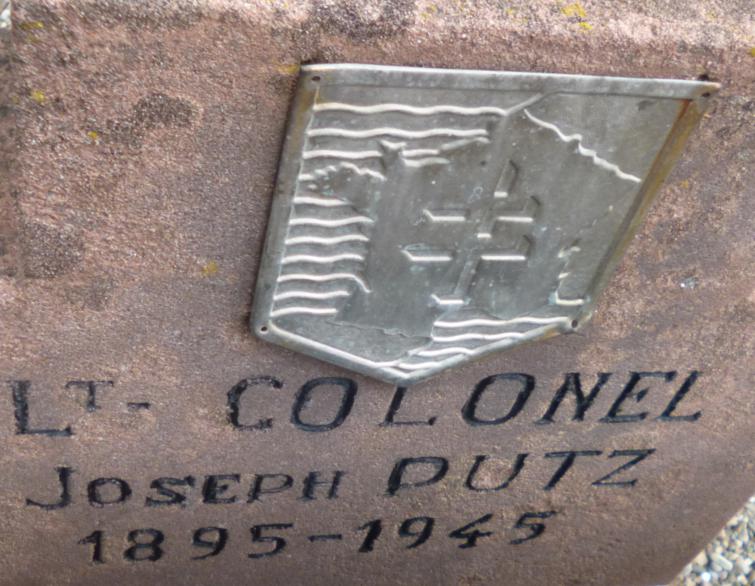 LT- COLONEL
JOSEPH PUTZ
1895-1945